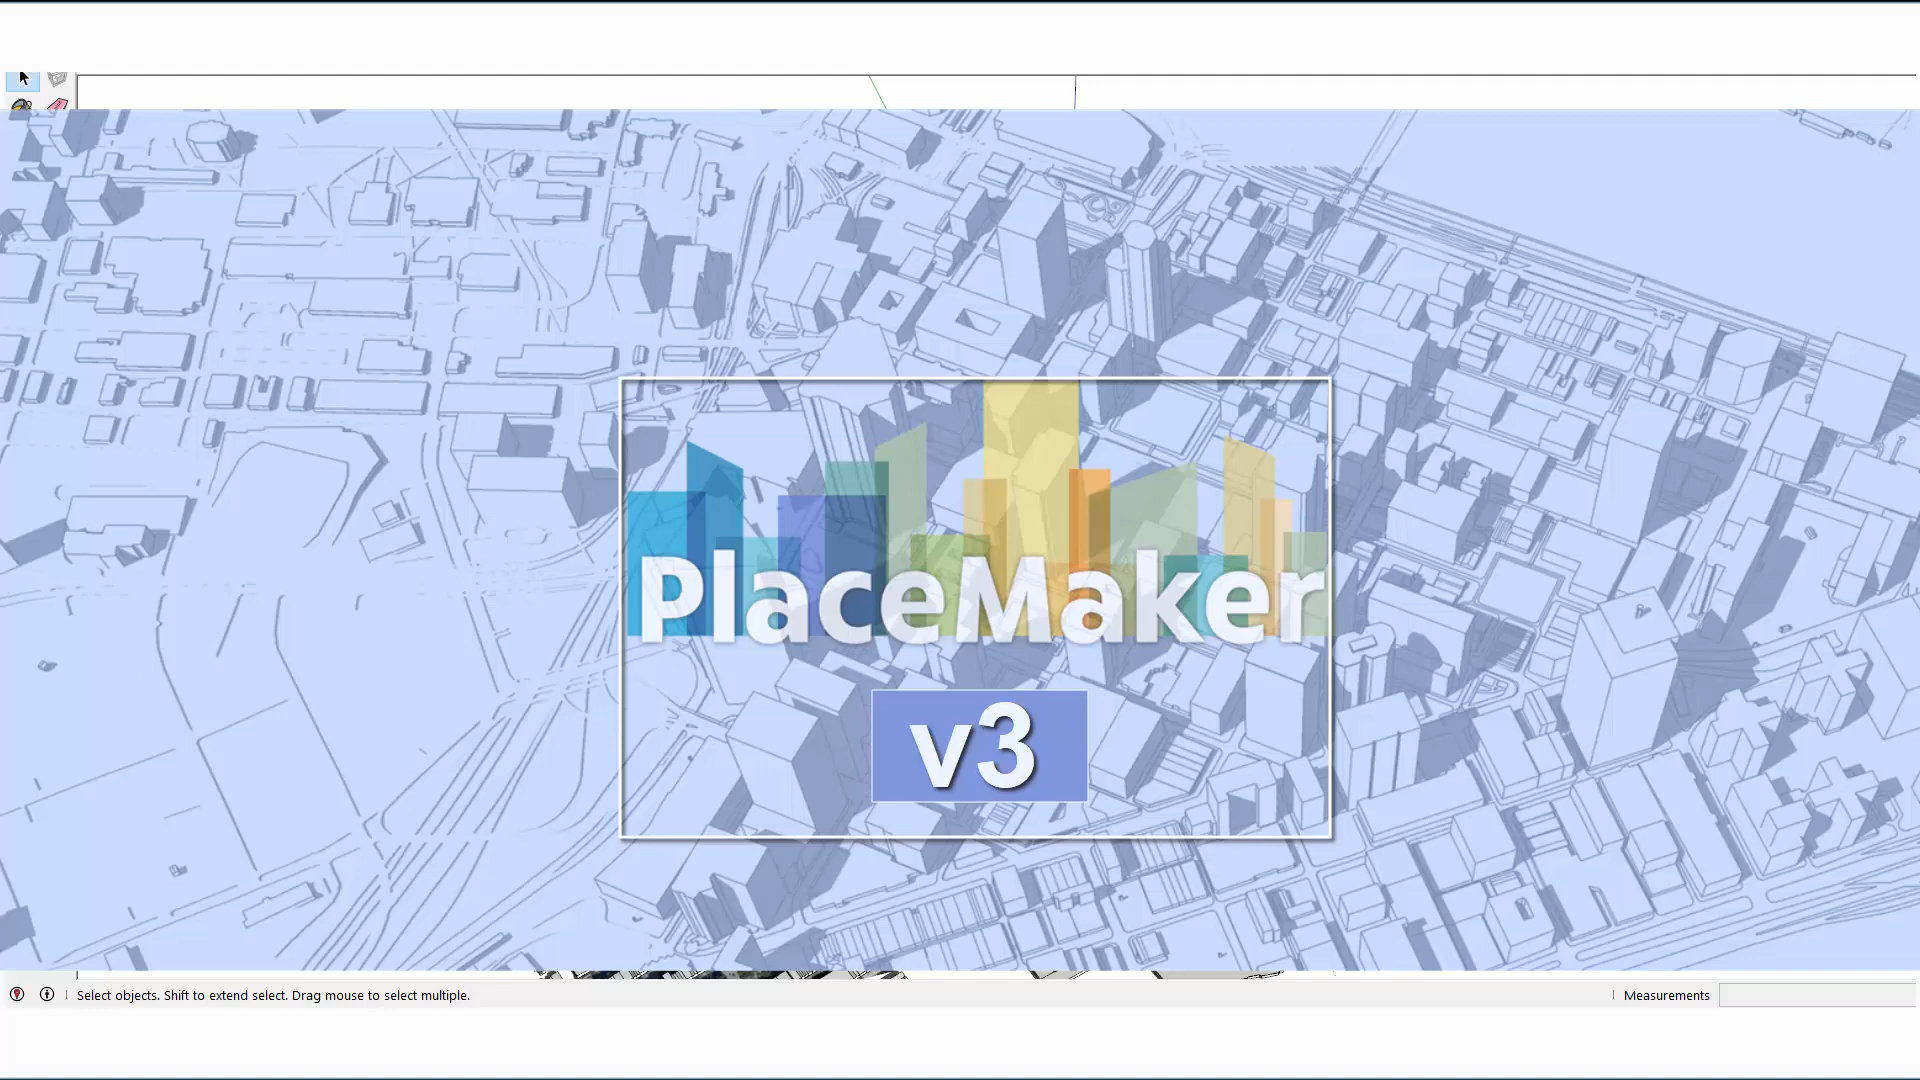 PlaceMaker
v3
Select objects. Shift to extend select. Drag mouse to select multiple.
Measurements